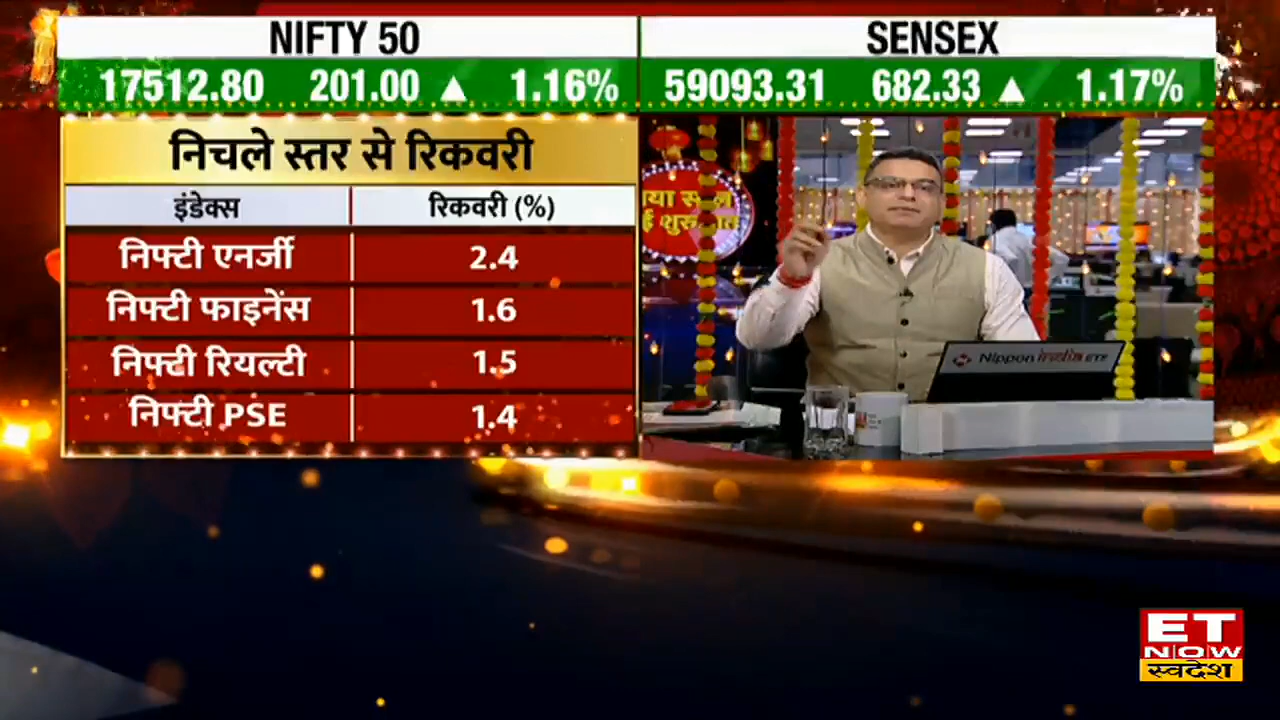 NIFTY 50
17512.80 201.00 ▲ 1.16%
SENSEX
59093.31 682.33 ▲ 1.17%
निचले स्तर से रिकवरी
इंडेक्स रिकवरी (%)
निफ्टी एनर्जी 2.4
निफ्टी फाइनेंस 1.6
निफ्टी रियल्टी 1.5
निफ्टी PSE 1.4
Nippon india ETF
ET
NOW
स्वदेश